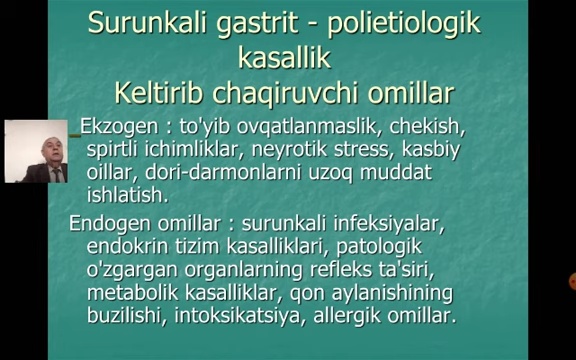 Surunkali gastrit - polietiologik
kasallik
Keltirib chaqiruvchi omillar
Ekzogen : to'yib ovqatlanmaslik, chekish,
spirtli ichimliklar, neyrotik stress, kasbiy
oillar, dori-darmonlarni uzoq muddat
ishlatish.
Endogen omillar : surunkali infeksiyalar,
endokrin tizim kasalliklari, patologik
o'zgargan organlarning refleks ta'siri,
metabolik kasalliklar, qon aylanishining
buzilishi, intoksikatsiya, allergik omillar.